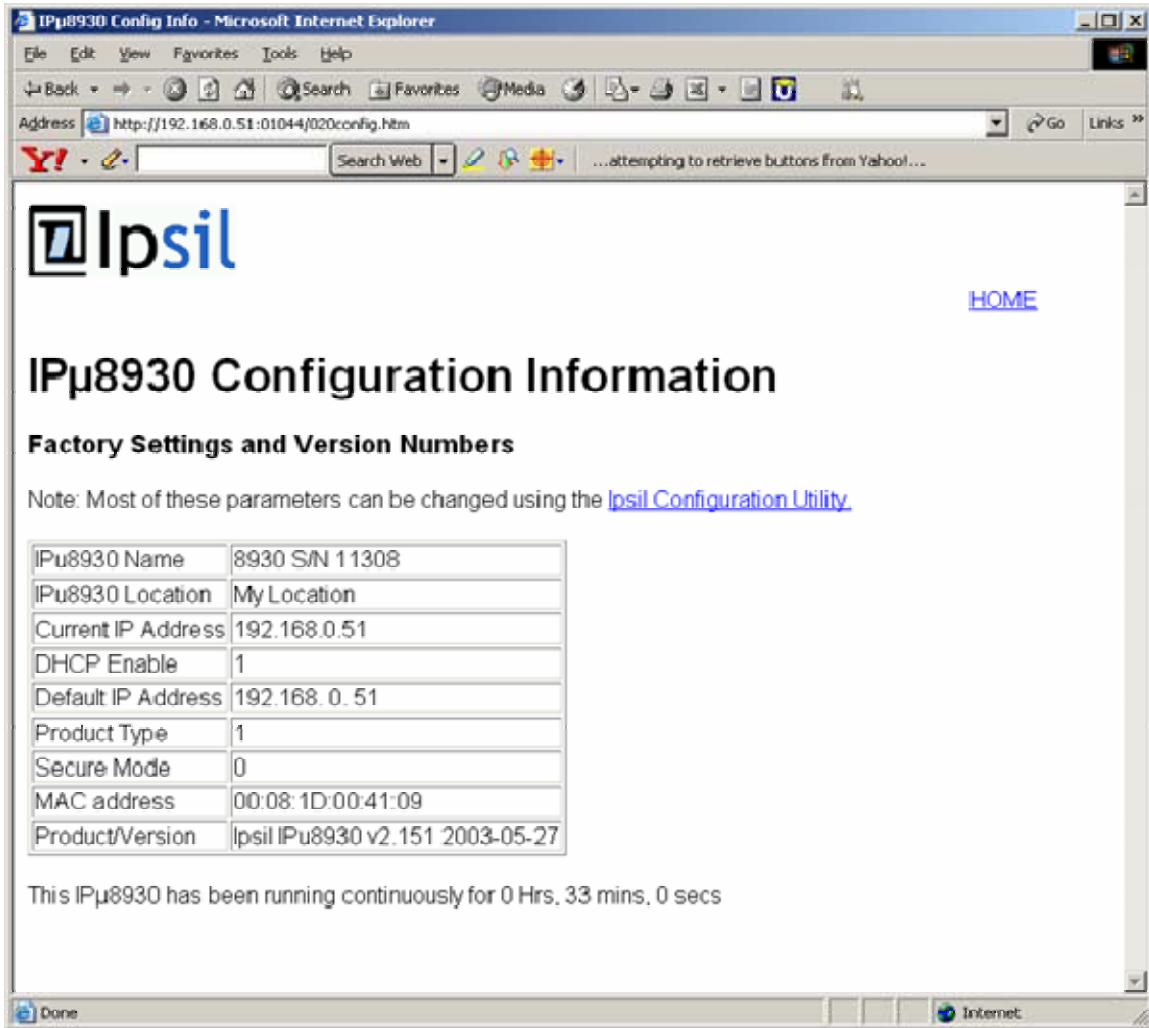 IPµ8930 Config Info - Microsoft Internet Explorer
File Edit View Favorites Tools Help
Back Search Favorites Media
Address http://192.168.0.51:01044/020config.htm Go Links »
Y! Search Web ...attempting to retrieve buttons from Yahoo!...
Ipsil
HOME
IPµ8930 Configuration Information
Factory Settings and Version Numbers
Note: Most of these parameters can be changed using the Ipsil Configuration Utility.
IPu8930 Name 8930 S/N 11308
IPu8930 Location My Location
Current IP Address 192.168.0.51
DHCP Enable 1
Default IP Address 192.168. 0. 51
Product Type 1
Secure Mode 0
MAC address 00:08:1D:00:41:09
Product/Version Ipsil IPu8930 v2.151 2003-05-27
This IPµ8930 has been running continuously for 0 Hrs, 33 mins, 0 secs
Done Internet